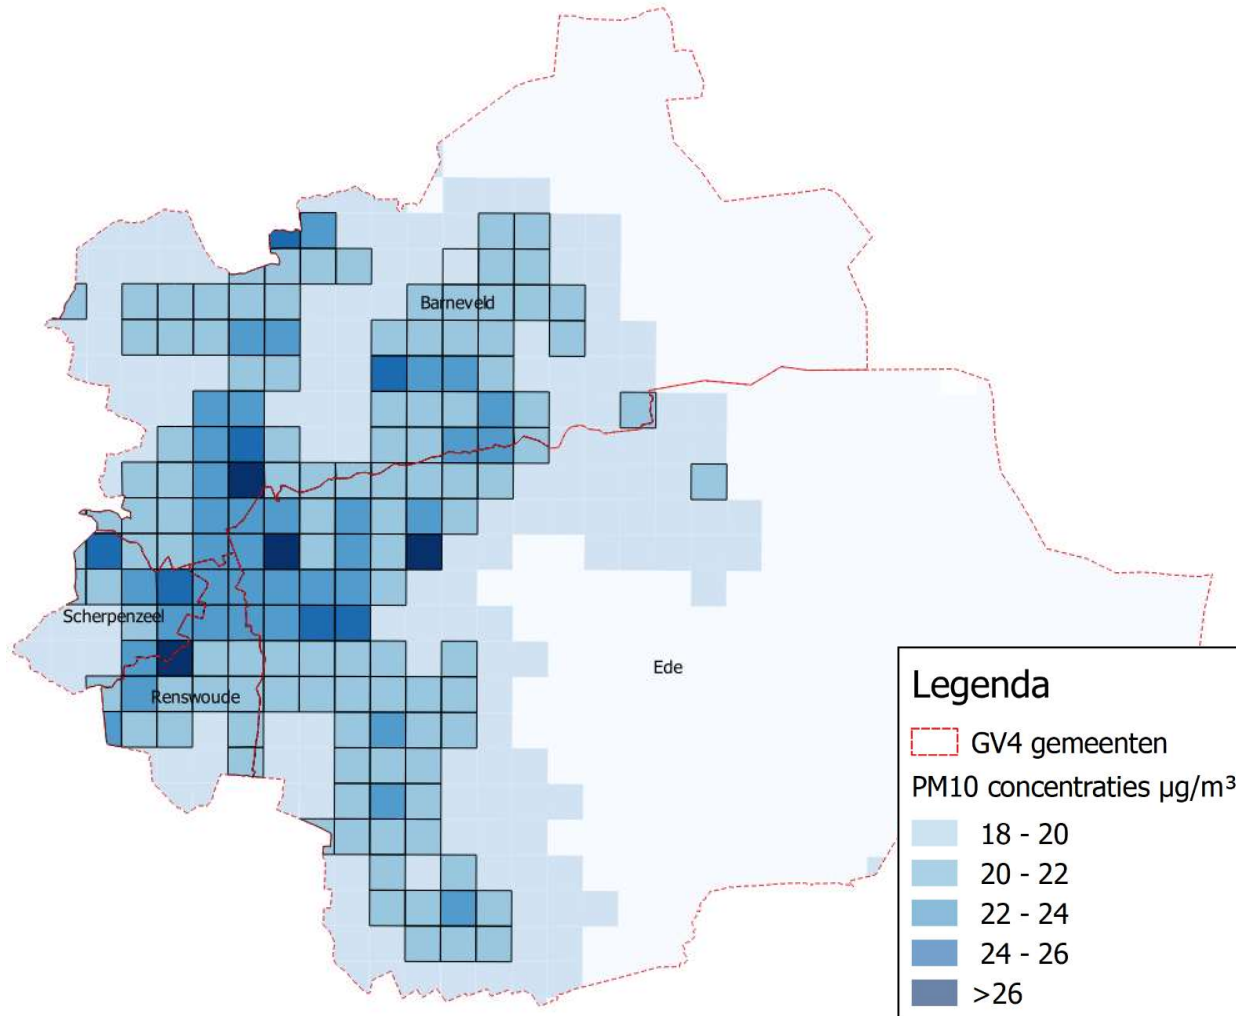 Barneveld
Scherpenzeel
Ede
Renswoude
Legenda
GV4 gemeenten
PM10 concentraties µg/m³
18 - 20
20 - 22
22 - 24
24 - 26
>26